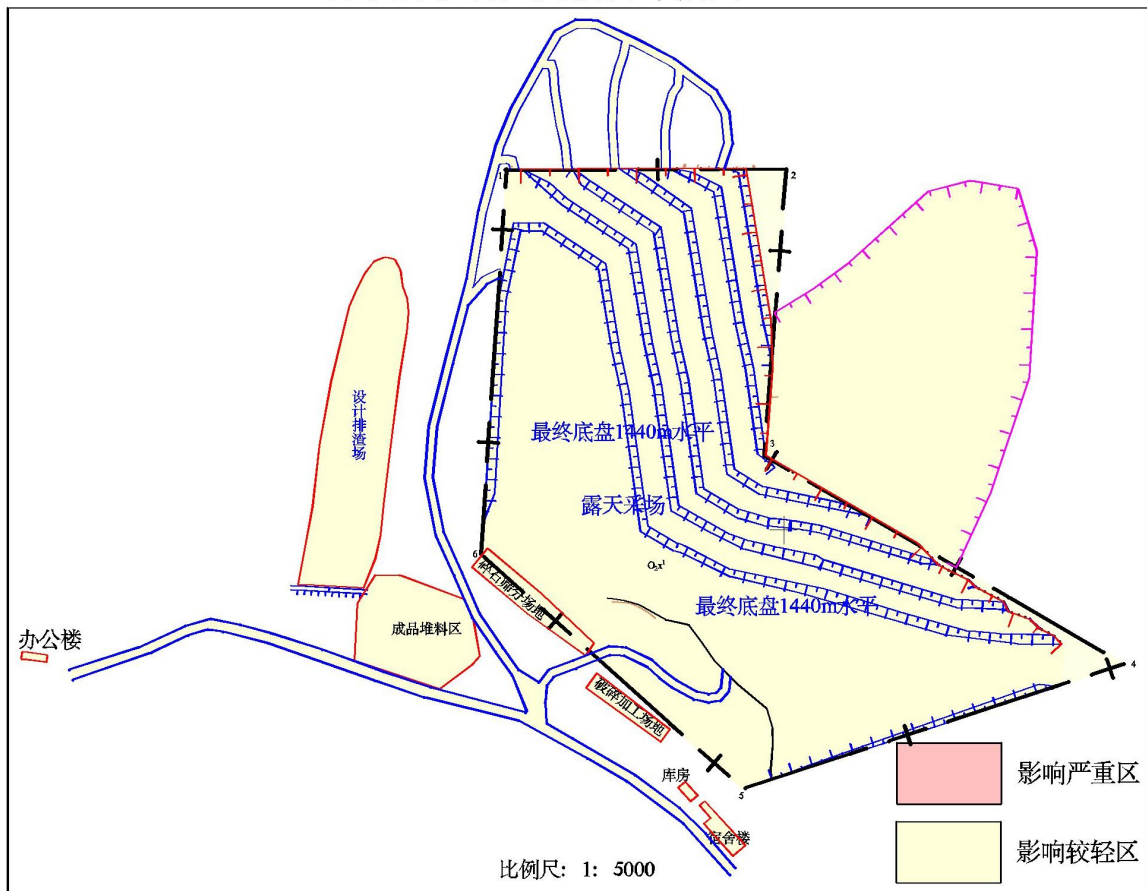 1
2
设计排渣场
最终底盘1440m水平
3
露天采场
6
O₂x¹
碎石筛分场地
最终底盘1440m水平
成品堆料区
办公楼
4
破碎加工场地
影响严重区
库房
5
宿舍楼
影响较轻区
比例尺: 1: 5000